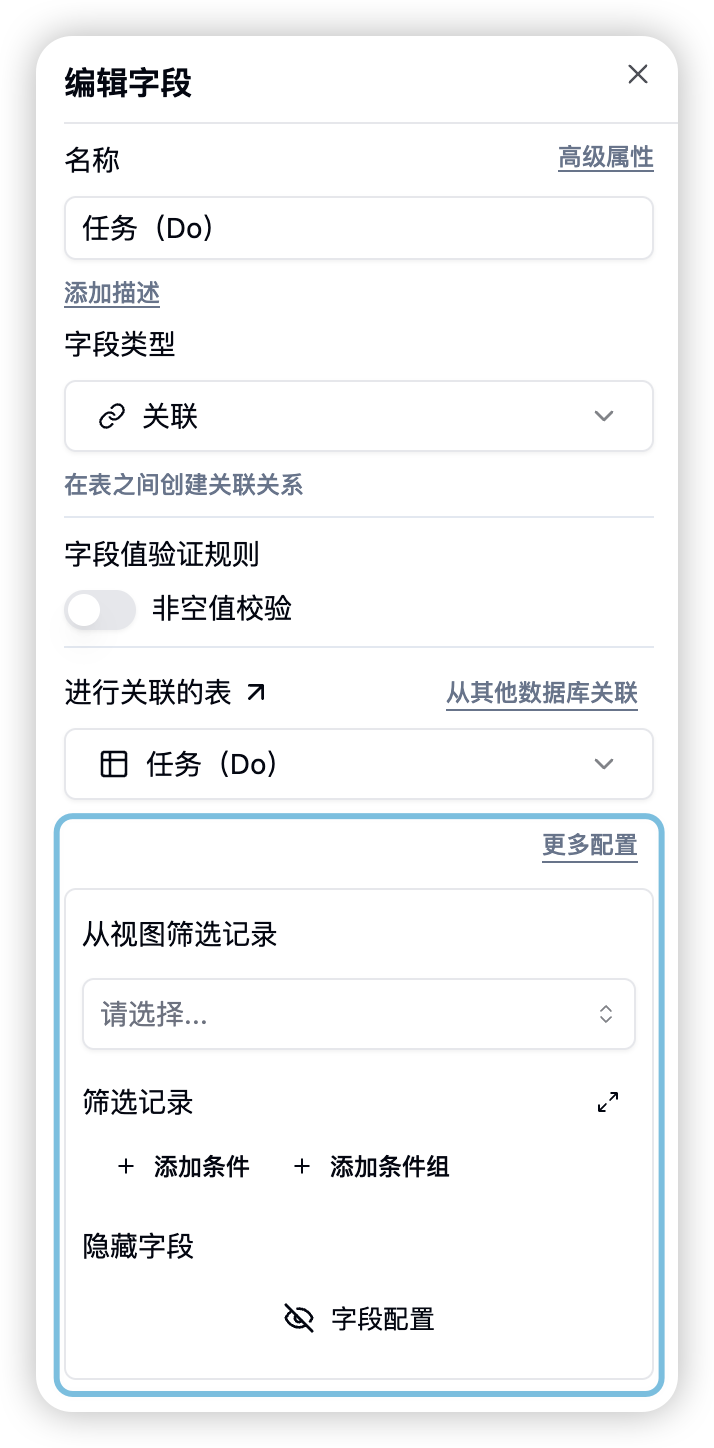 编辑字段
名称
高级属性
任务（Do）
添加描述
字段类型
关联
在表之间创建关联关系
字段值验证规则
非空值校验
进行关联的表
从其他数据库关联
任务（Do）
更多配置
从视图筛选记录
请选择...
筛选记录
添加条件
添加条件组
隐藏字段
字段配置